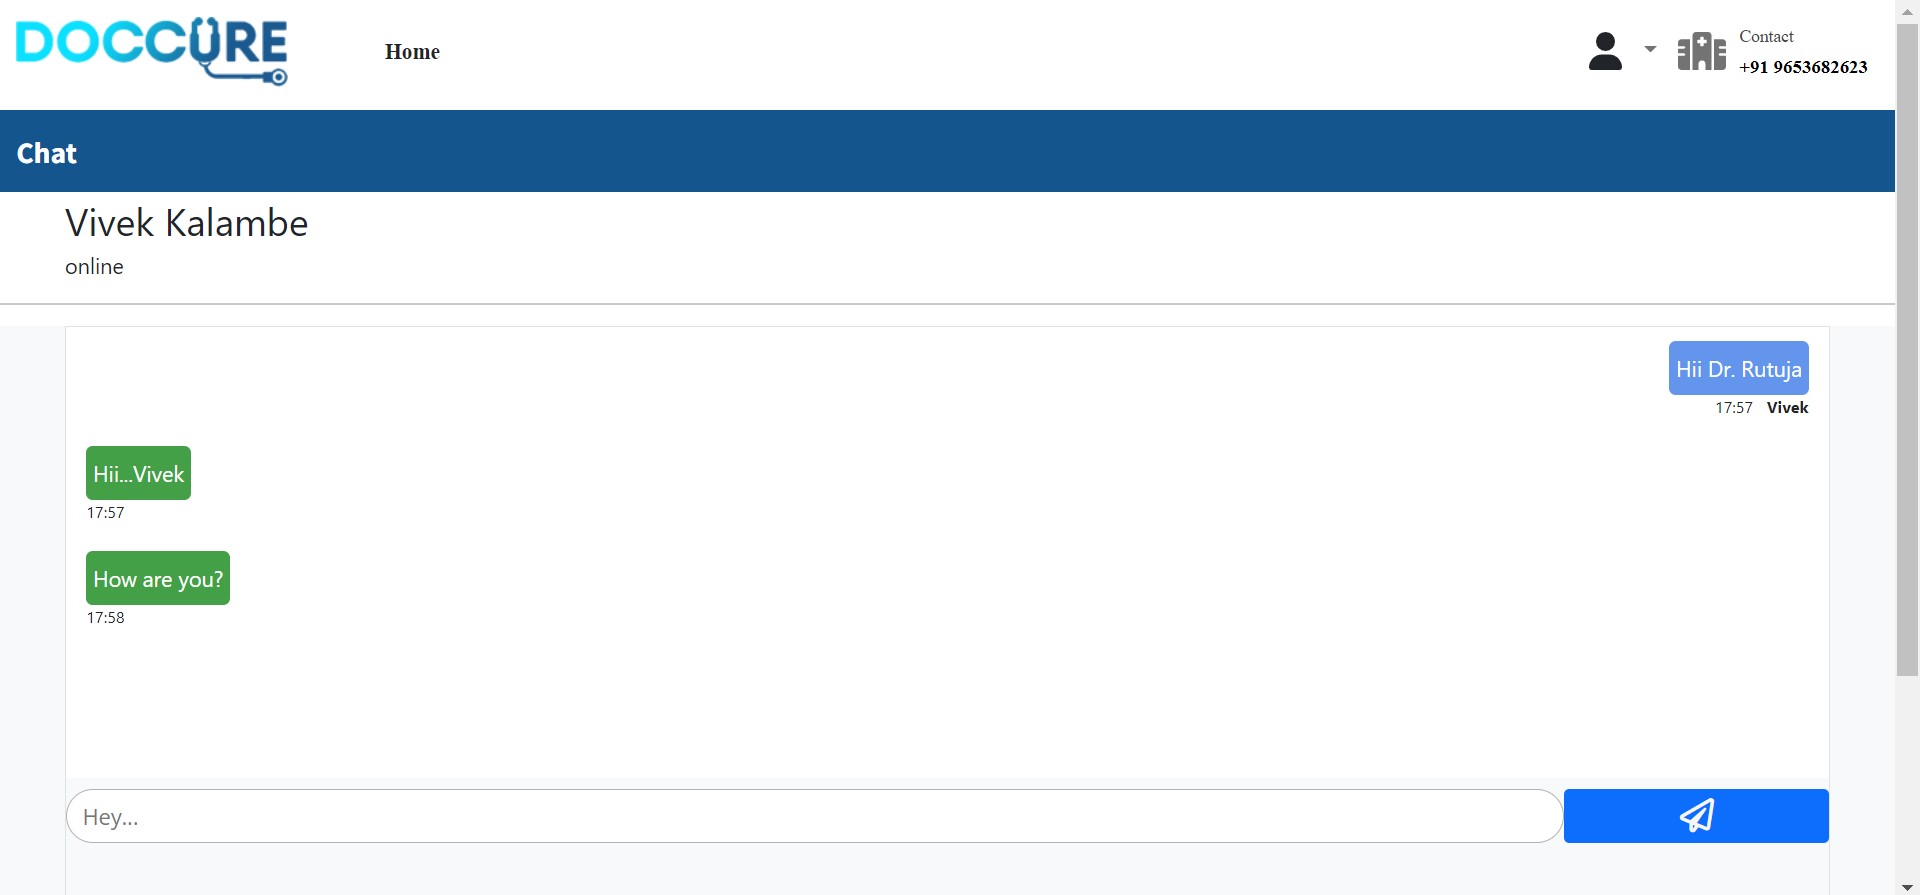 DOCCURE
Home
Contact
+91 9653682623
Chat
Vivek Kalambe
online
Hii Dr. Rutuja
17:57 Vivek
Hii...Vivek
17:57
How are you?
17:58
Hey...